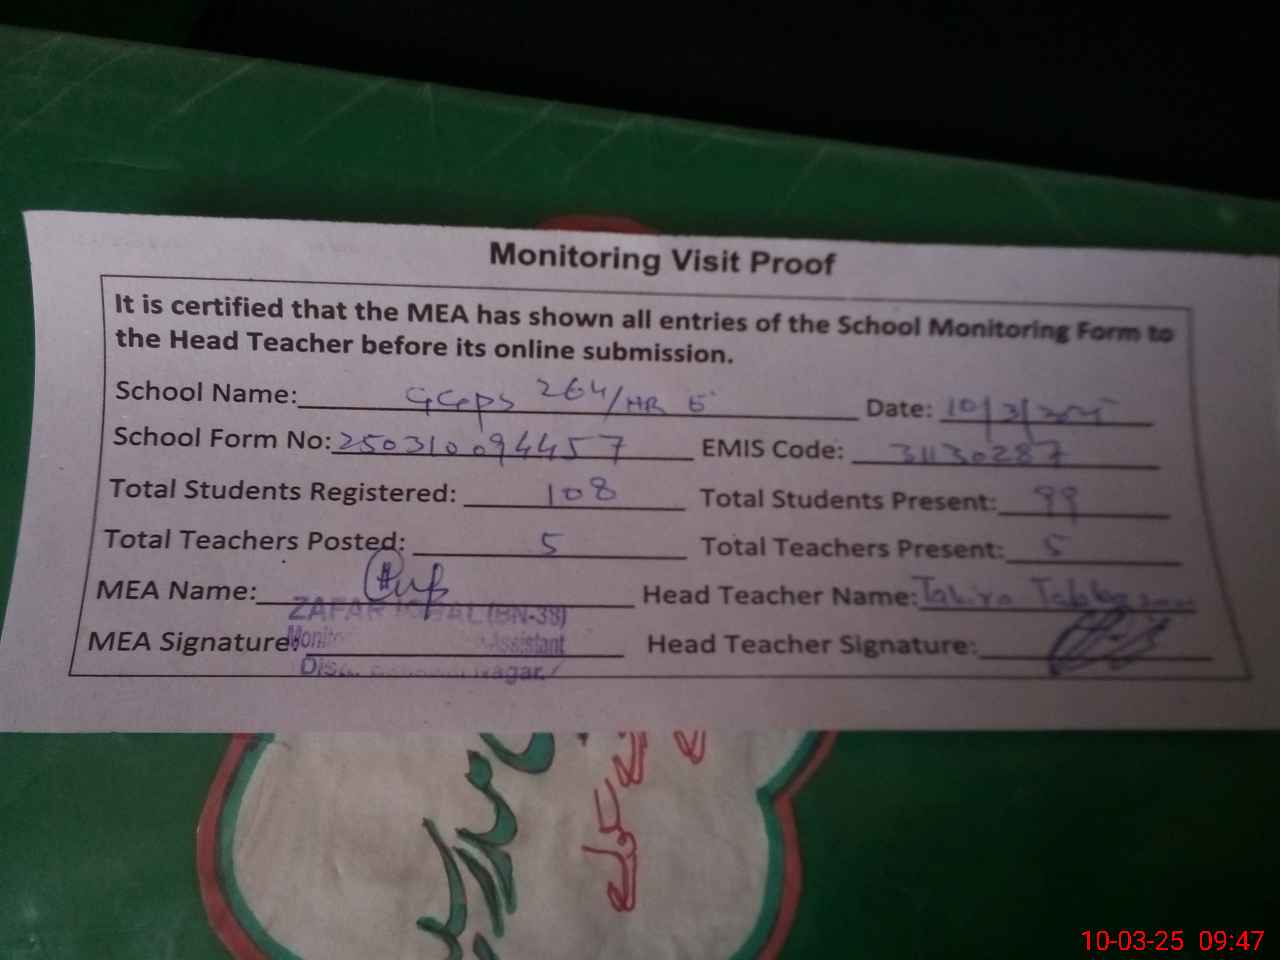 Monitoring Visit Proof
It is certified that the MEA has shown all entries of the School Monitoring Form to
the Head Teacher before its online submission.
School Name: GGPS 264/HR Date: 10/3/2025
School Form No: 250310094457 EMIS Code: 31130287
Total Students Registered: 108 Total Students Present: 99
Total Teachers Posted: 5 Total Teachers Present: 5
MEA Name: Head Teacher Name: Tahira
ZAFAR IQBAL (BN-38)
MEA Signature: Assistant Head Teacher Signature:
10-03-25 09:47